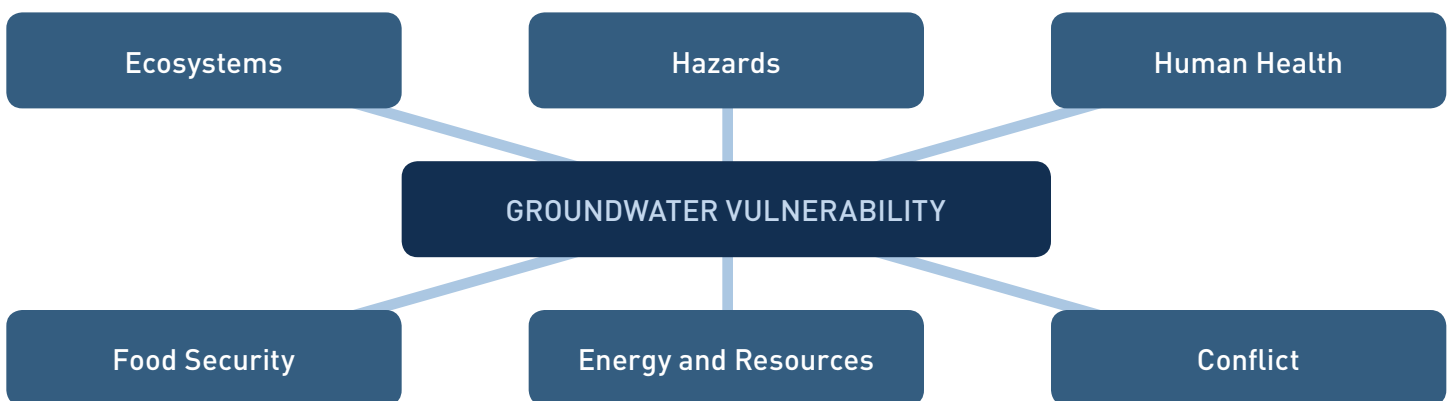 Ecosystems
Hazards
Human Health
GROUNDWATER VULNERABILITY
Food Security
Energy and Resources
Conflict